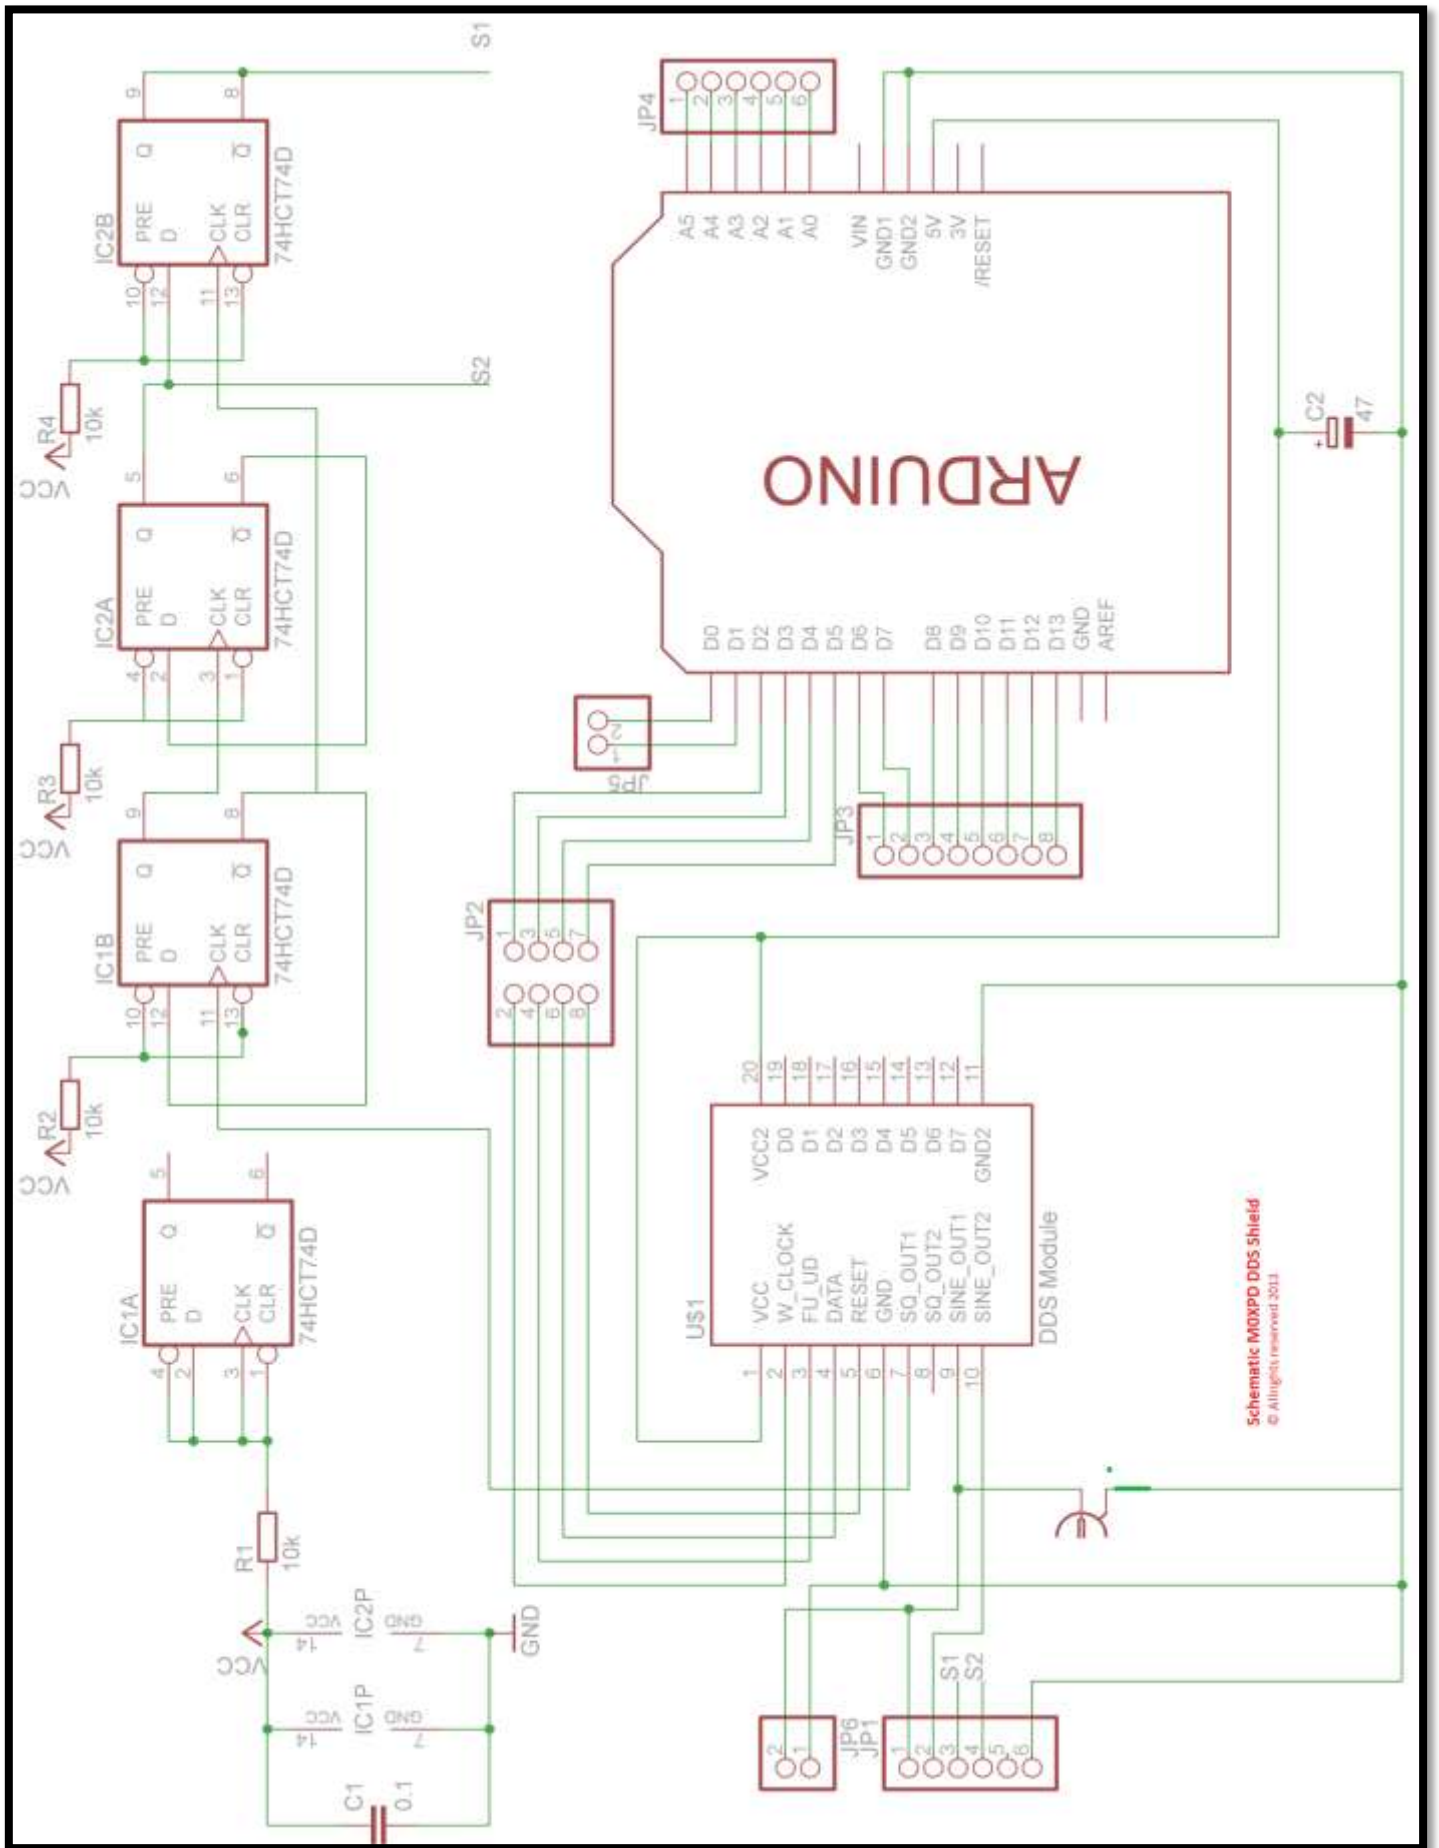 S1
9
8
Q
Q
PRE
D
CLK
CLR
IC2B
74HCT74D
10
12
11
13
R4
10k
VCC
S2
5
6
Q
Q
PRE
D
CLK
CLR
IC2A
74HCT74D
4
2
3
1
R3
10k
VCC
9
8
Q
Q
PRE
D
CLK
CLR
IC1B
74HCT74D
10
12
11
13
R2
10k
VCC
5
6
Q
Q
PRE
D
CLK
CLR
IC1A
74HCT74D
4
2
3
1
R1
10k
VCC
14
VCC
IC2P
GND
7
GND
14
VCC
IC1P
GND
7
C1
0.1
JP4
1
2
3
4
5
6
A5
A4
A3
A2
A1
A0
VIN
GND1
GND2
5V
3V
/RESET
ARDUINO
C2
+
47
D0
D1
D2
D3
D4
D5
D6
D7
D8
D9
D10
D11
D12
D13
GND
AREF
2
1
JP5
JP3
1
2
3
4
5
6
7
8
JP2
1
3
5
7
2
4
6
8
20
19
18
17
16
15
14
13
12
11
VCC2
D0
D1
D2
D3
D4
D5
D6
D7
GND2
U$1
VCC
W_CLOCK
FU_UD
DATA
RESET
GND
SQ_OUT1
SQ_OUT2
SINE_OUT1
SINE_OUT2
DDS Module
1
2
3
4
5
6
7
8
9
10
Schematic M0XPD DDS Shield
© Allrights reserved 2013
S1
S2
JP6
2
1
JP1
1
2
3
4
5
6